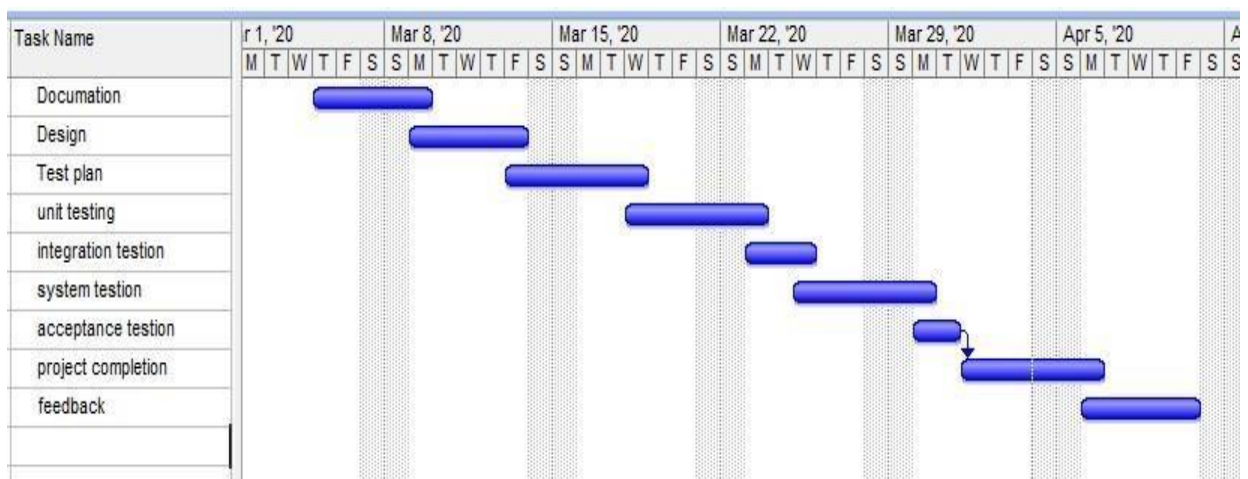 Task Name
r 1, '20 Mar 8, '20 Mar 15, '20 Mar 22, '20 Mar 29, '20 Apr 5, '20 A
M T W T F S S M T W T F S S M T W T F S S M T W T F S S M T W T F S S M T W T F S S
Documation
Design
Test plan
unit testing
integration testion
system testion
acceptance testion
project completion
feedback